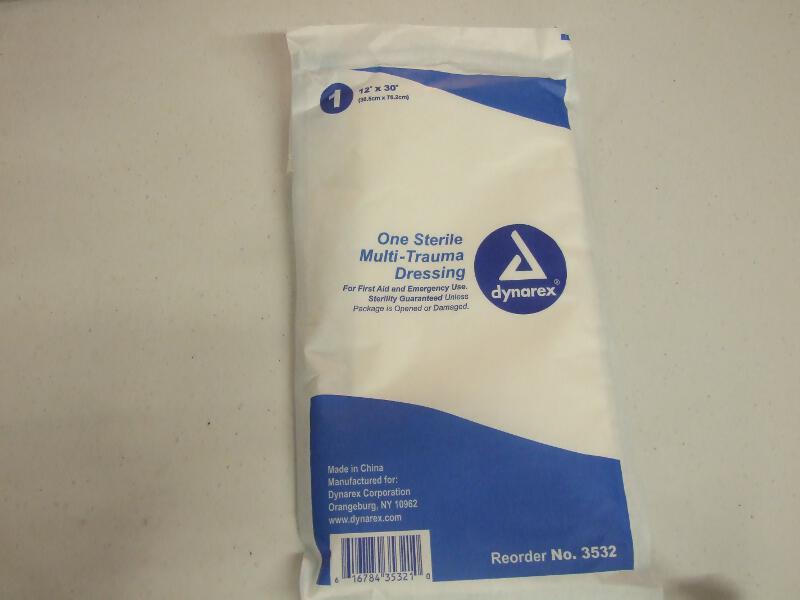 1
12" x 30"
(30.5cm x 76.2cm)
One Sterile
Multi-Trauma
Dressing
For First Aid and Emergency Use.
Sterility Guaranteed Unless
Package is Opened or Damaged.
dynarex®
Made in China
Manufactured for:
Dynarex Corporation
Orangeburg, NY 10962
www.dynarex.com
6 16784 35321 0
Reorder No. 3532